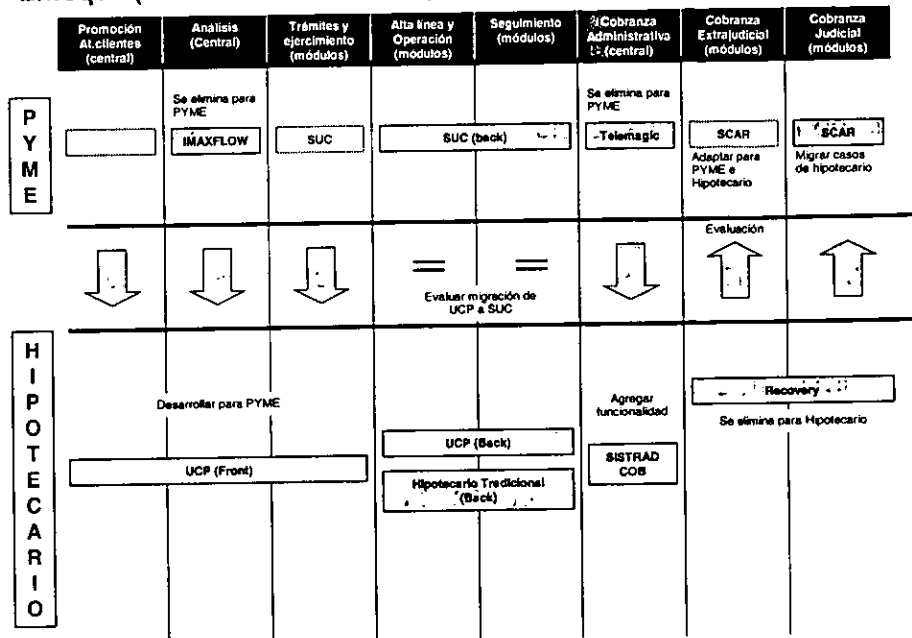 Promoción
At.clientes
(central)
Análisis
(Central)
Trámites y
ejercimiento
(módulos)
Alta línea y
Operación
(módulos)
Seguimiento
(módulos)
Cobranza
Administrativa
(central)
Cobranza
Extrajudicial
(módulos)
Cobranza
Judicial
(módulos)
PYME
Se elimina para
PYME
IMAXFLOW
SUC
SUC (back)
Se elimina para
PYME
Telemagic
SCAR
Adaptar para
PYME e
Hipotecario
SCAR
Migrar casos
de hipotecario
Evaluación
= =
Evaluar migración de
UCP a SUC
HIPOTECARIO
Desarrollar para PYME
UCP (Front)
UCP (Back)
Hipotecario Tradicional
(Back)
Agregar
funcionalidad
SISTRAD
COB
Recovery
Se elimina para Hipotecario